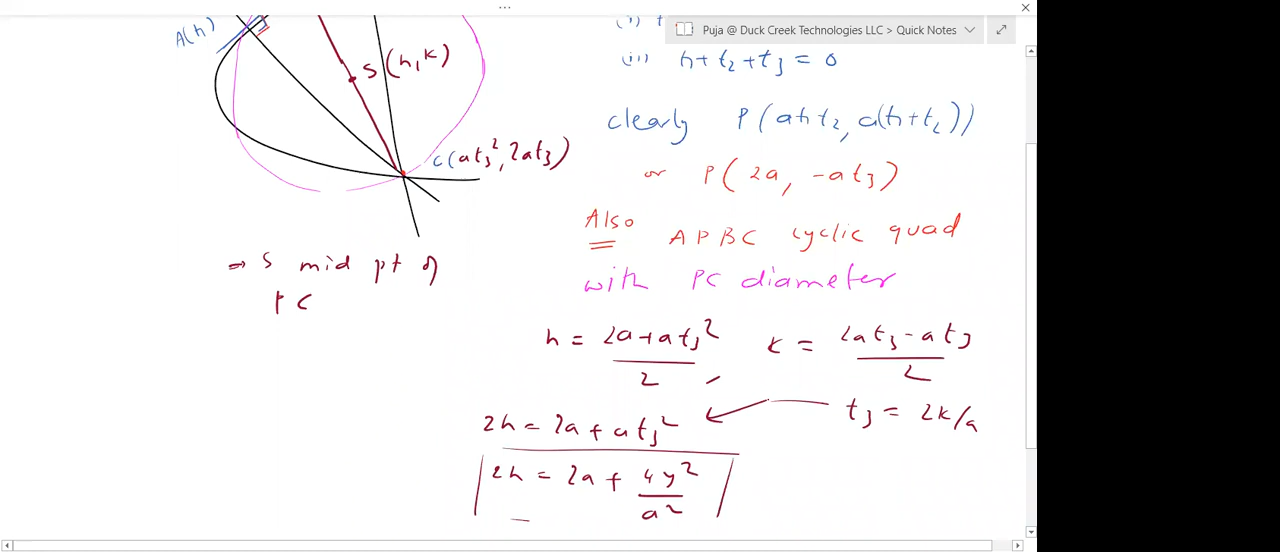 Puja @ Duck Creek Technologies LLC > Quick Notes
A(t1)
S(h,k)
C(at3², 2at3)
(ii) t1+t2+t3 = 0
clearly P(at1t2, a(t1+t2))
or P(2a, -at3)
Also APBC cyclic quad
with PC diameter
⇒ S mid pt of
PC
h = 2a+at3²/2 k = 2at3-at3/2
t3 = 2k/a
2h = 2a + at3²
2h = 2a + 4y²/a²